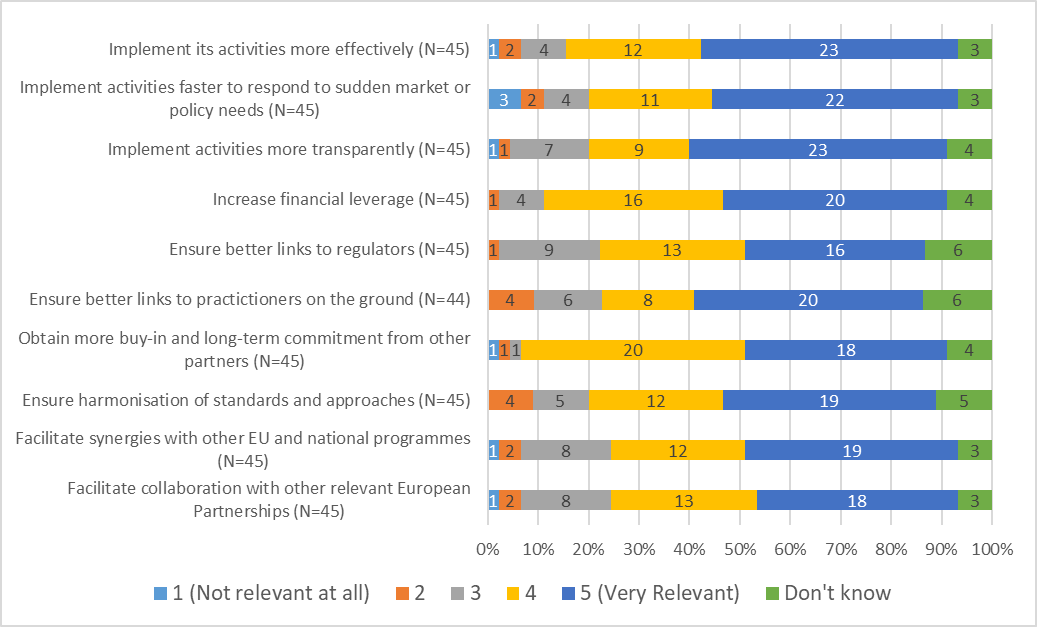 Implement its activities more effectively (N=45)
1 2 4 12 23 3
Implement activities faster to respond to sudden market or
policy needs (N=45)
3 2 4 11 22 3
Implement activities more transparently (N=45)
1 1 7 9 23 4
Increase financial leverage (N=45)
1 4 16 20 4
Ensure better links to regulators (N=45)
1 9 13 16 6
Ensure better links to practictioners on the ground (N=44)
4 6 8 20 6
Obtain more buy-in and long-term commitment from other
partners (N=45)
1 1 1 20 18 4
Ensure harmonisation of standards and approaches (N=45)
4 5 12 19 5
Facilitate synergies with other EU and national programmes
(N=45)
1 2 8 12 19 3
Facilitate collaboration with other relevant European
Partnerships (N=45)
1 2 8 13 18 3
0% 10% 20% 30% 40% 50% 60% 70% 80% 90% 100%
1 (Not relevant at all) 2 3 4 5 (Very Relevant) Don't know